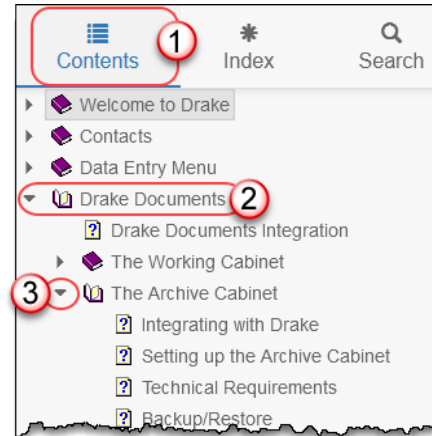 Contents 1 Index Search
Welcome to Drake
Contacts
Data Entry Menu
Drake Documents 2
? Drake Documents Integration
The Working Cabinet
3 The Archive Cabinet
? Integrating with Drake
? Setting up the Archive Cabinet
? Technical Requirements
? Backup/Restore